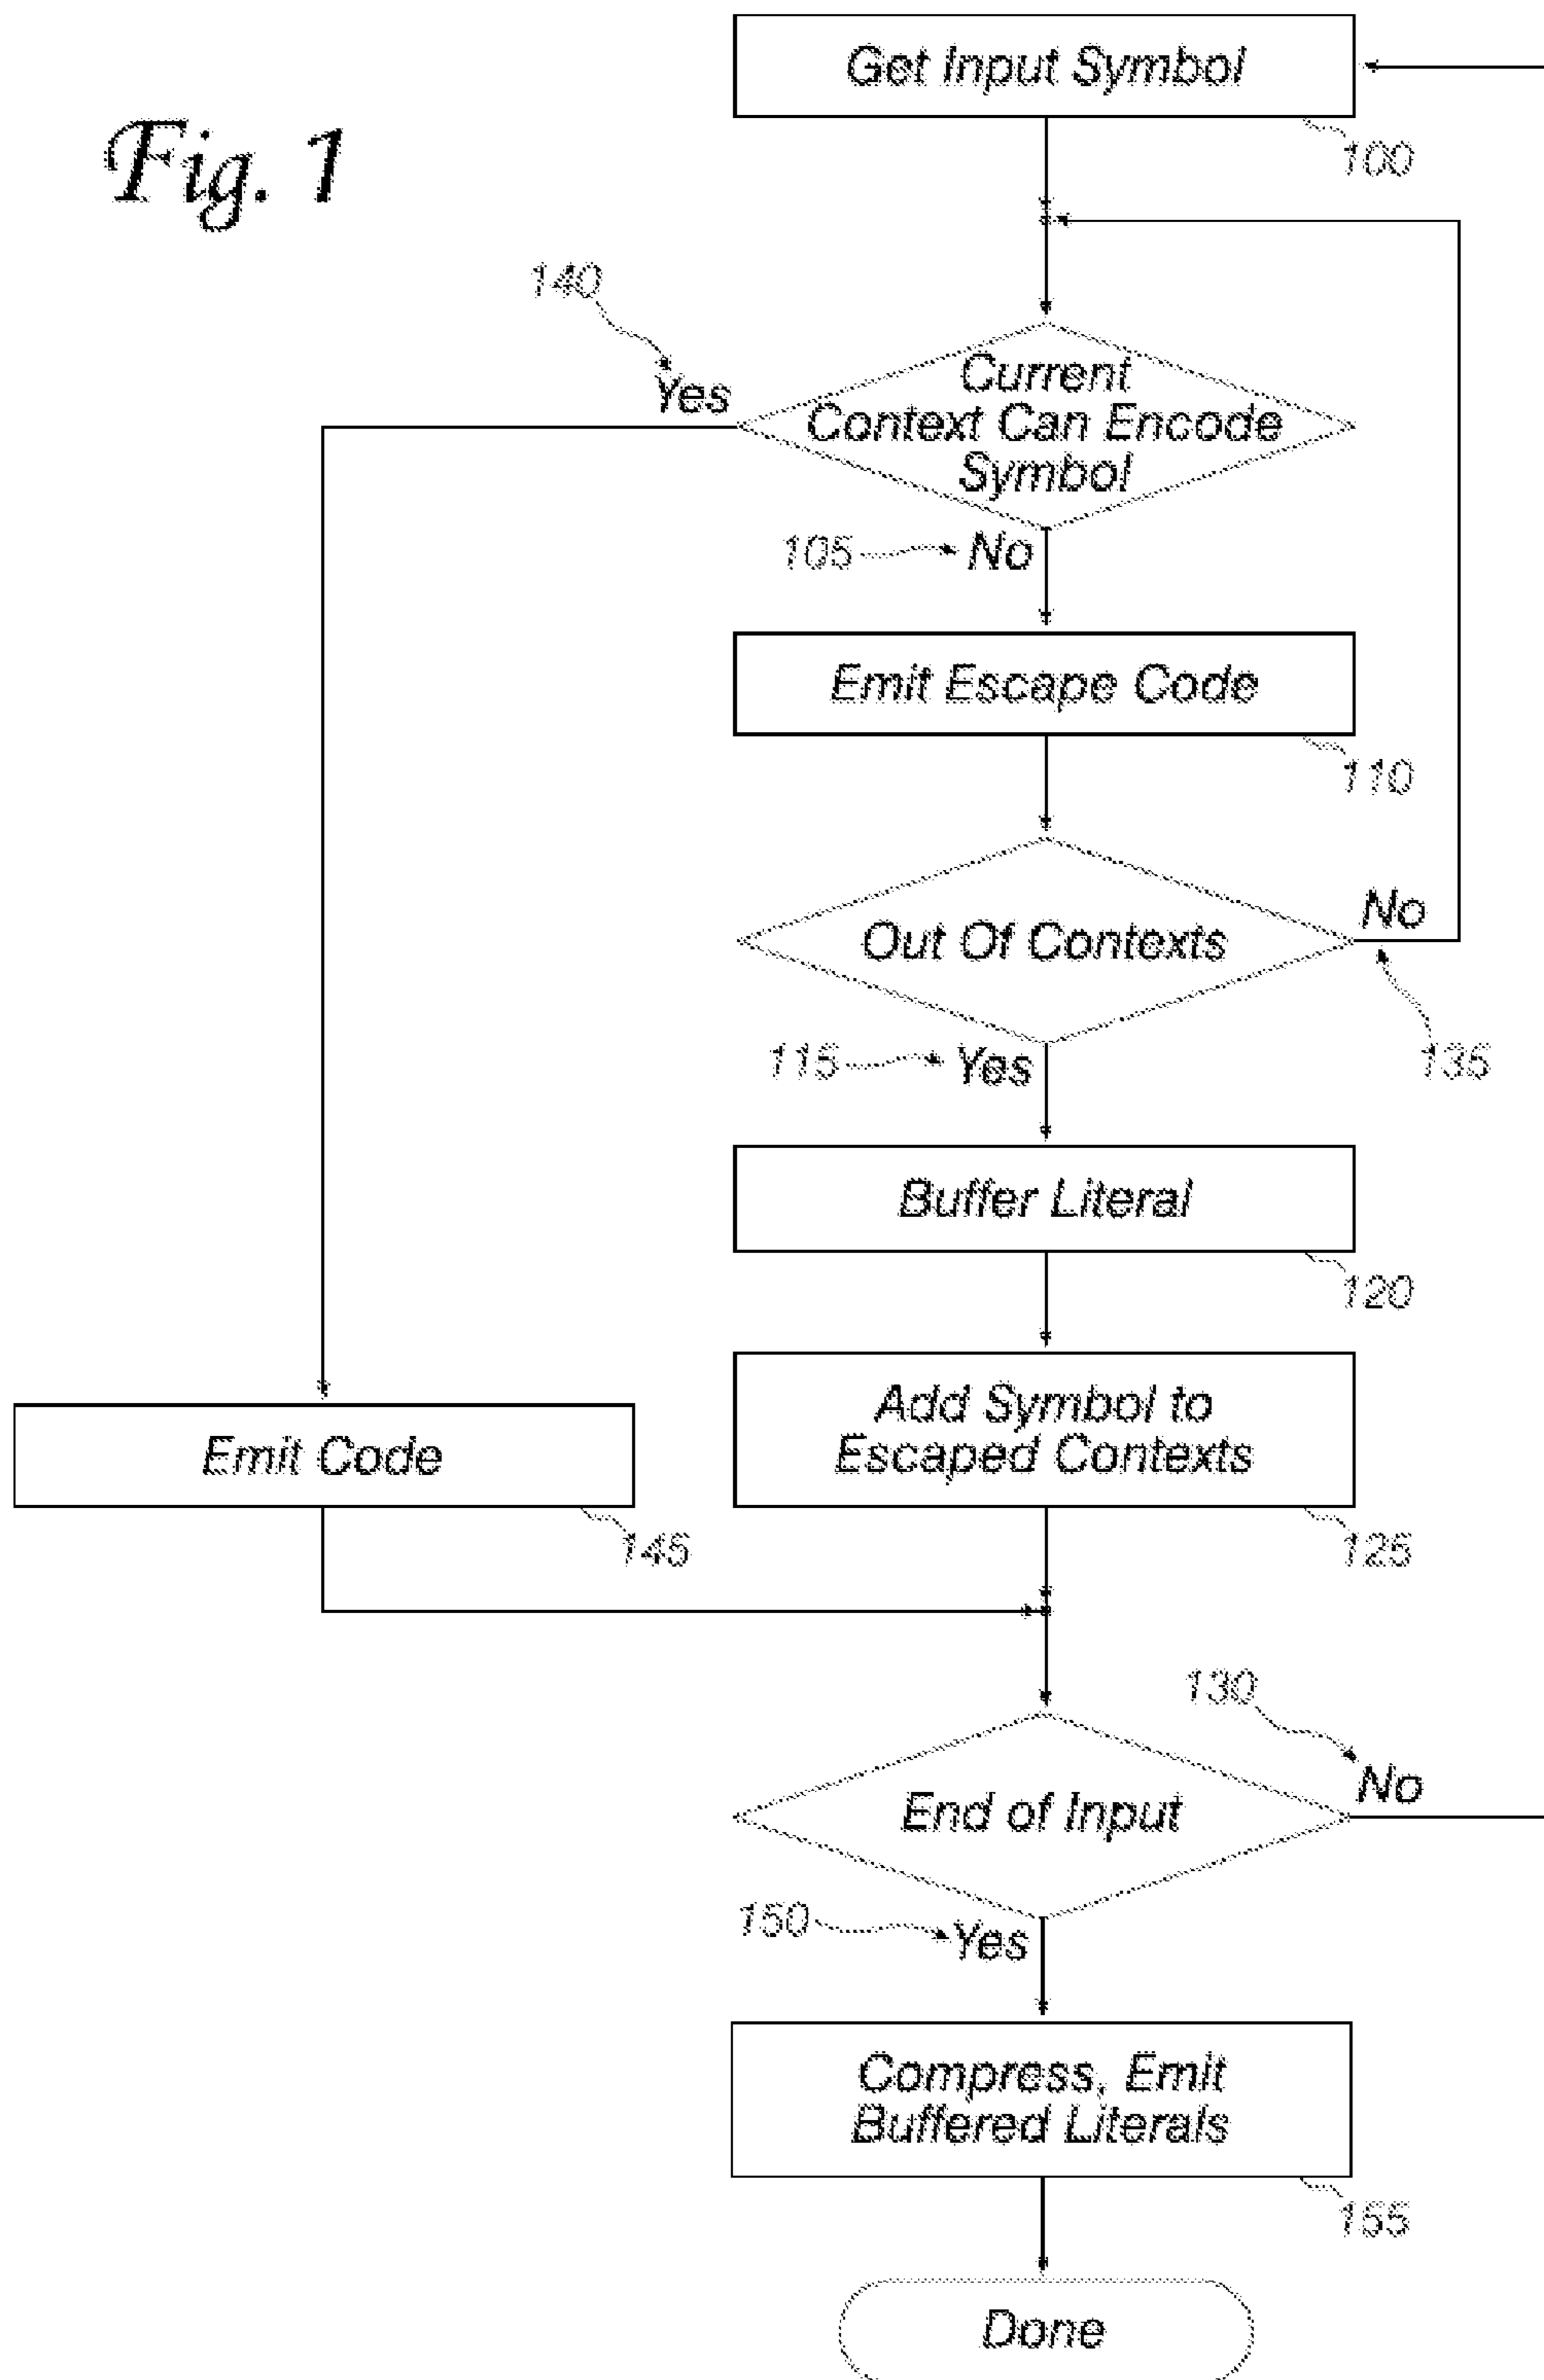 Fig. 1
Get Input Symbol
100
140
Yes
Current
Context Can Encode
Symbol
105
No
Emit Escape Code
110
Out Of Contexts
No
135
115
Yes
Buffer Literal
120
Add Symbol to
Escaped Contexts
125
Emit Code
145
130
End of Input
No
150
Yes
Compress, Emit
Buffered Literals
155
Done